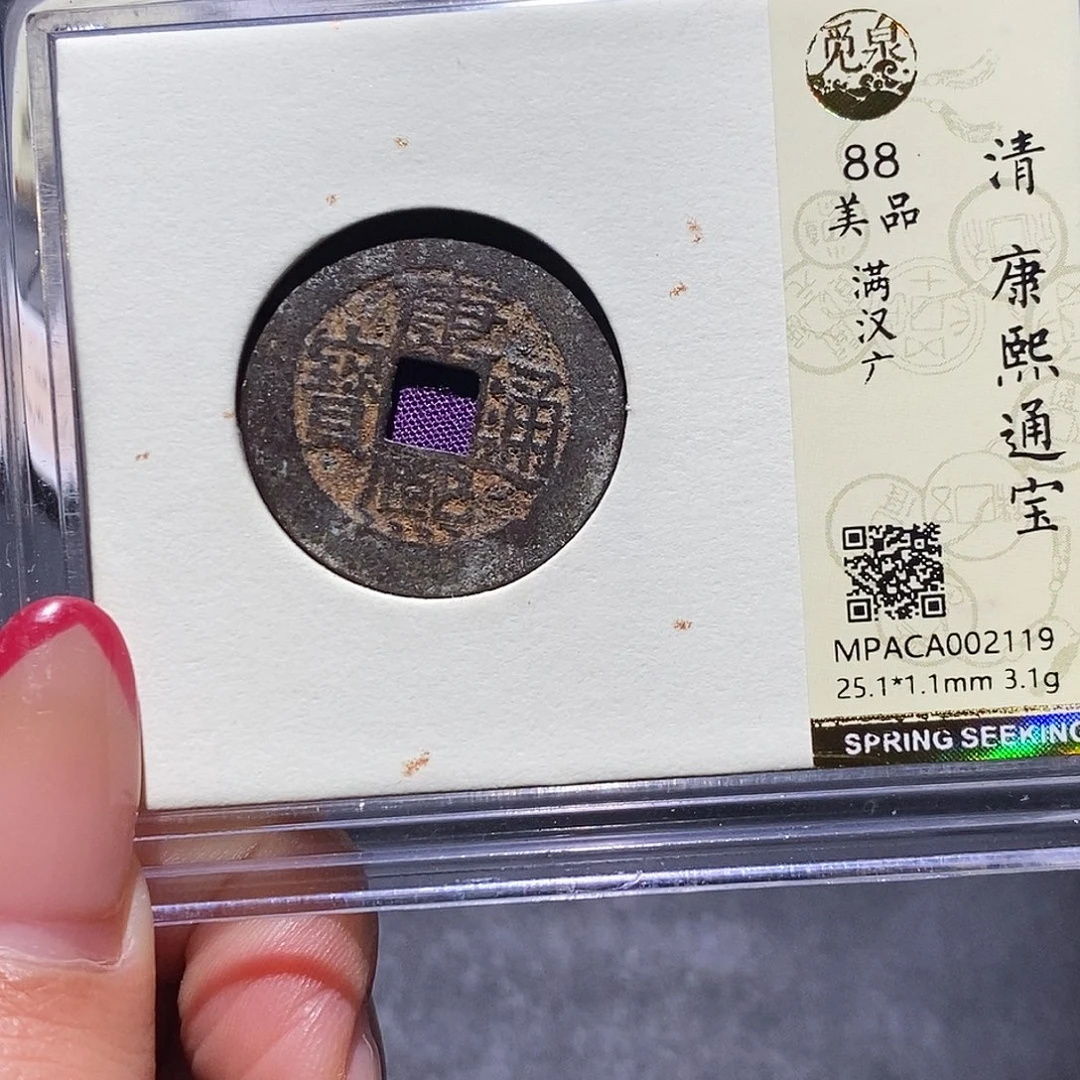 康熙通寶
覓泉
88
美品
满汉广
清 康熙通宝
MPACA002119
25.1*1.1mm 3.1g
SPRING SEEKING